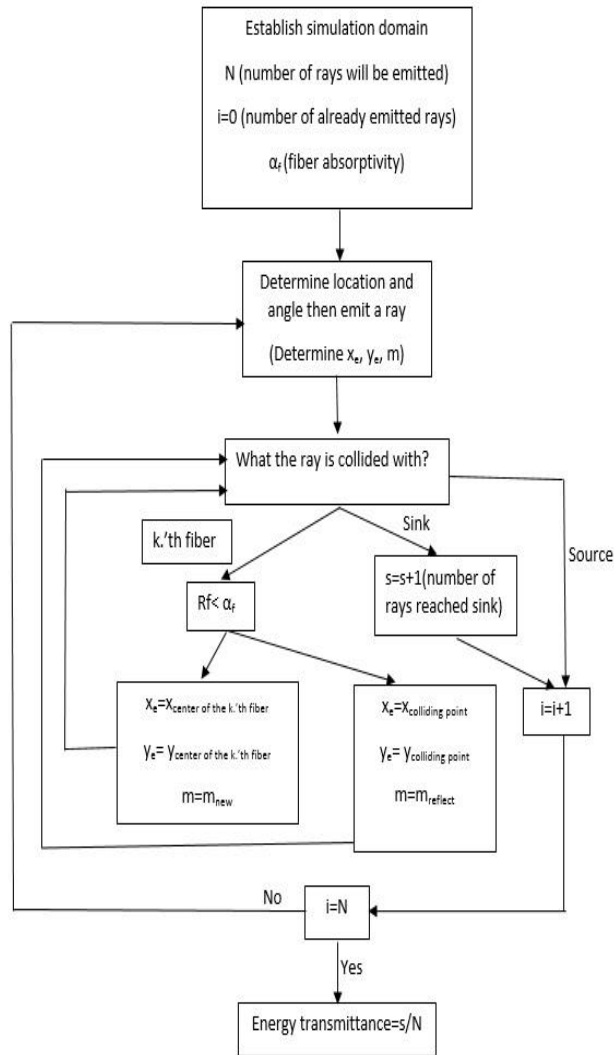 Establish simulation domain
N (number of rays will be emitted)
i=0 (number of already emitted rays)
αf (fiber absorptivity)
Determine location and
angle then emit a ray
(Determine xe, ye, m)
What the ray is collided with?
k.'th fiber
Sink
Source
Rf< αf
s=s+1(number of
rays reached sink)
xe=xcenter of the k.'th fiber
ye= ycenter of the k.'th fiber
m=mnew
xe=xcolliding point
ye= ycolliding point
m=mreflect
i=i+1
No
i=N
Yes
Energy transmittance=s/N